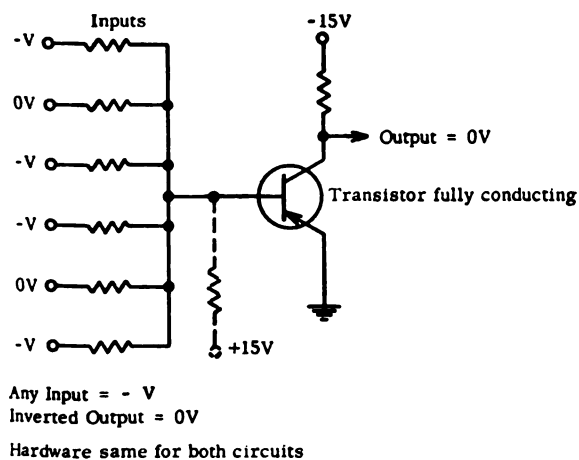 Inputs
-15V
-V
0V
Output = 0V
-V
Transistor fully conducting
-V
0V
-V
+15V
Any Input = - V
Inverted Output = 0V
Hardware same for both circuits